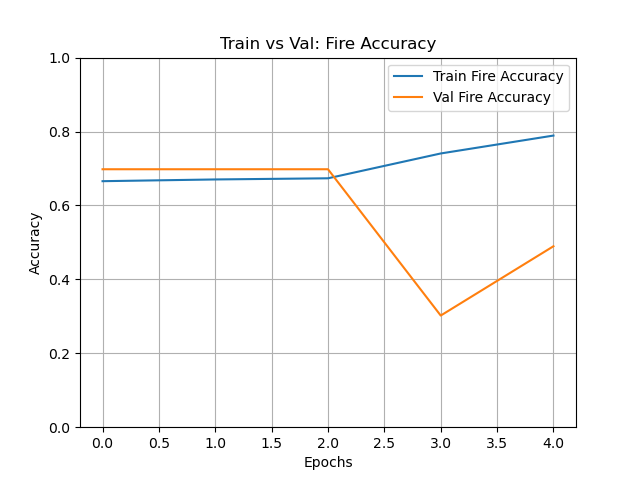 Train vs Val: Fire Accuracy
1.0
0.8
0.6
0.4
0.2
0.0
Accuracy
Train Fire Accuracy
Val Fire Accuracy
0.0 0.5 1.0 1.5 2.0 2.5 3.0 3.5 4.0
Epochs